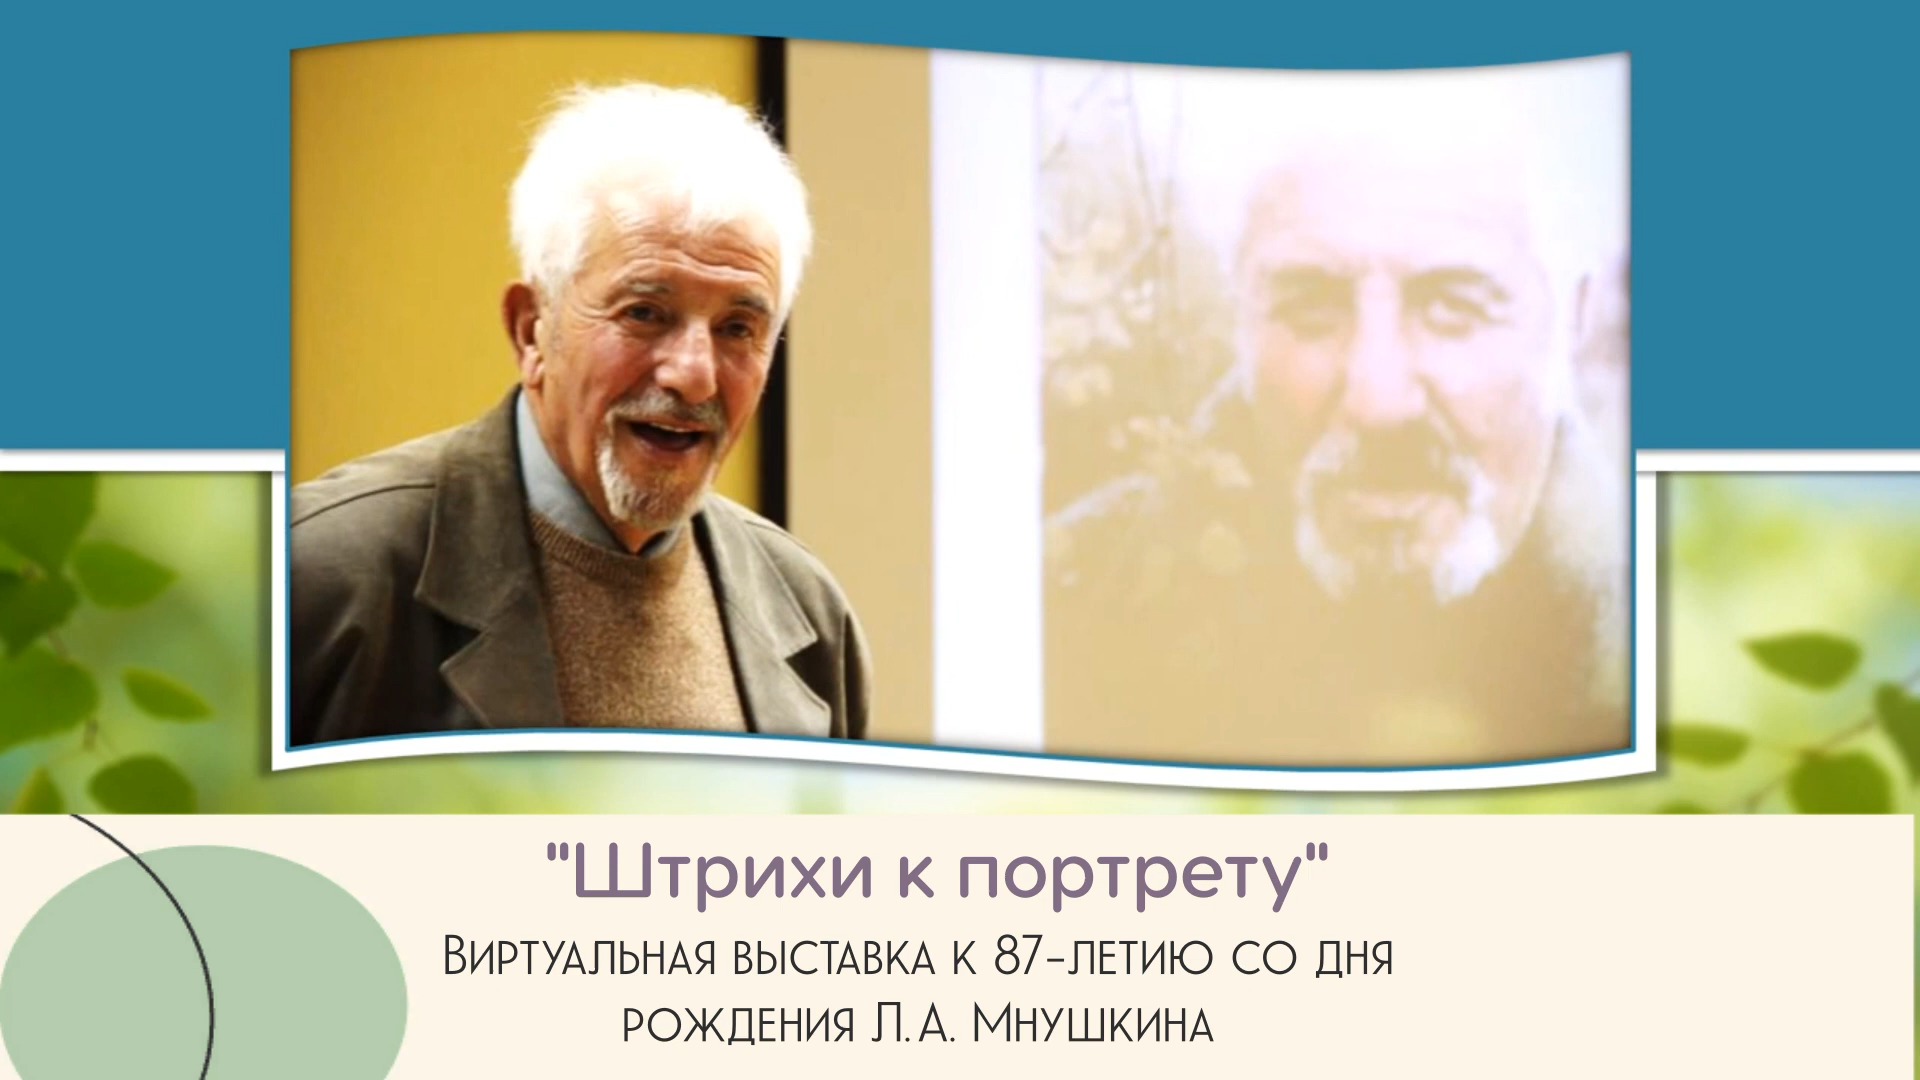 "Штрихи к портрету"
Виртуальная выставка к 87-летию со дня
рождения Л. А. Мнушкина